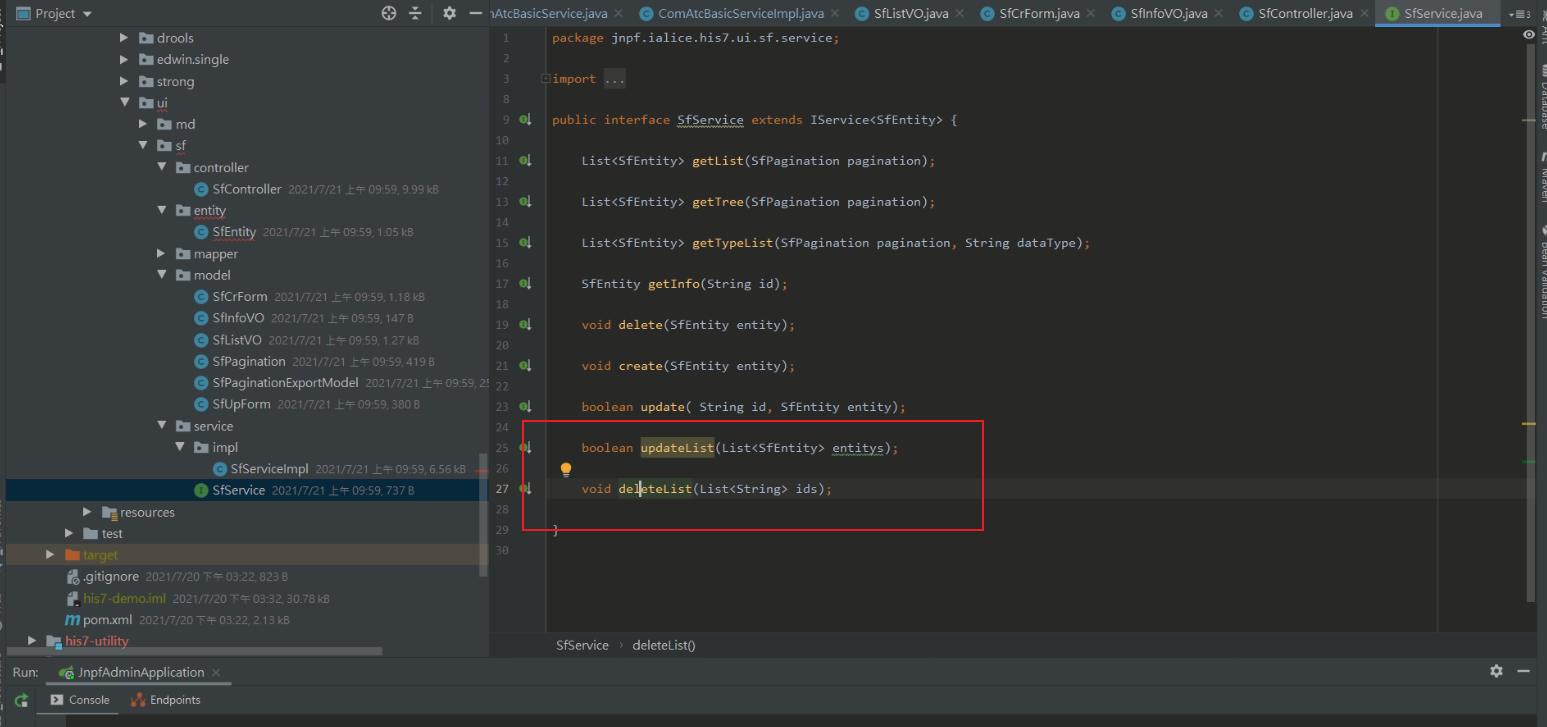 Project
mAtcBasicService.java
ComAtcBasicServiceImpl.java
SfListVO.java
SfCrForm.java
SfInfoVO.java
SfController.java
SfService.java
drools
edwin.single
strong
ui
md
sf
controller
SfController 2021/7/21 上午 09:59, 9.99 kB
entity
SfEntity 2021/7/21 上午 09:59, 1.05 kB
mapper
model
SfCrForm 2021/7/21 上午 09:59, 1.18 kB
SfInfoVO 2021/7/21 上午 09:59, 147 B
SfListVO 2021/7/21 上午 09:59, 1.27 kB
SfPagination 2021/7/21 上午 09:59, 419 B
SfPaginationExportModel 2021/7/21 上午 09:59, 25
SfUpForm 2021/7/21 上午 09:59, 380 B
service
impl
SfServiceImpl 2021/7/21 上午 09:59, 6.56 kB
SfService 2021/7/21 上午 09:59, 737 B
resources
test
target
.gitignore 2021/7/20 下午 03:22, 823 B
his7-demo.iml 2021/7/20 下午 03:32, 30.78 kB
pom.xml 2021/7/20 下午 03:22, 2.13 kB
his7-utility
1 package jnpf.ialice.his7.ui.sf.service;
2
3 import ...
8
9 public interface SfService extends IService<SfEntity> {
10
11 List<SfEntity> getList(SfPagination pagination);
12
13 List<SfEntity> getTree(SfPagination pagination);
14
15 List<SfEntity> getTypeList(SfPagination pagination, String dataType);
16
17 SfEntity getInfo(String id);
18
19 void delete(SfEntity entity);
20
21 void create(SfEntity entity);
22
23 boolean update( String id, SfEntity entity);
24
25 boolean updateList(List<SfEntity> entitys);
26
27 void deleteList(List<String> ids);
28
29 }
30
SfService › deleteList()
Database
Maven
Bean Validation
Run: JnpfAdminApplication
Console
Endpoints